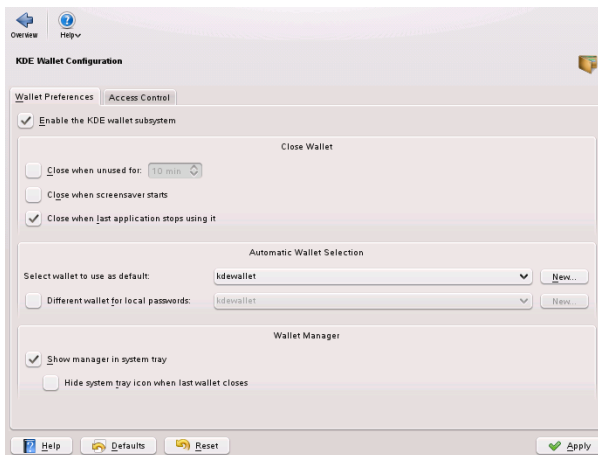 Overview Help
KDE Wallet Configuration
Wallet Preferences Access Control
Enable the KDE wallet subsystem
Close Wallet
Close when unused for: 10 min
Close when screensaver starts
Close when last application stops using it
Automatic Wallet Selection
Select wallet to use as default: kdewallet New...
Different wallet for local passwords: kdewallet New...
Wallet Manager
Show manager in system tray
Hide system tray icon when last wallet closes
Help Defaults Reset Apply